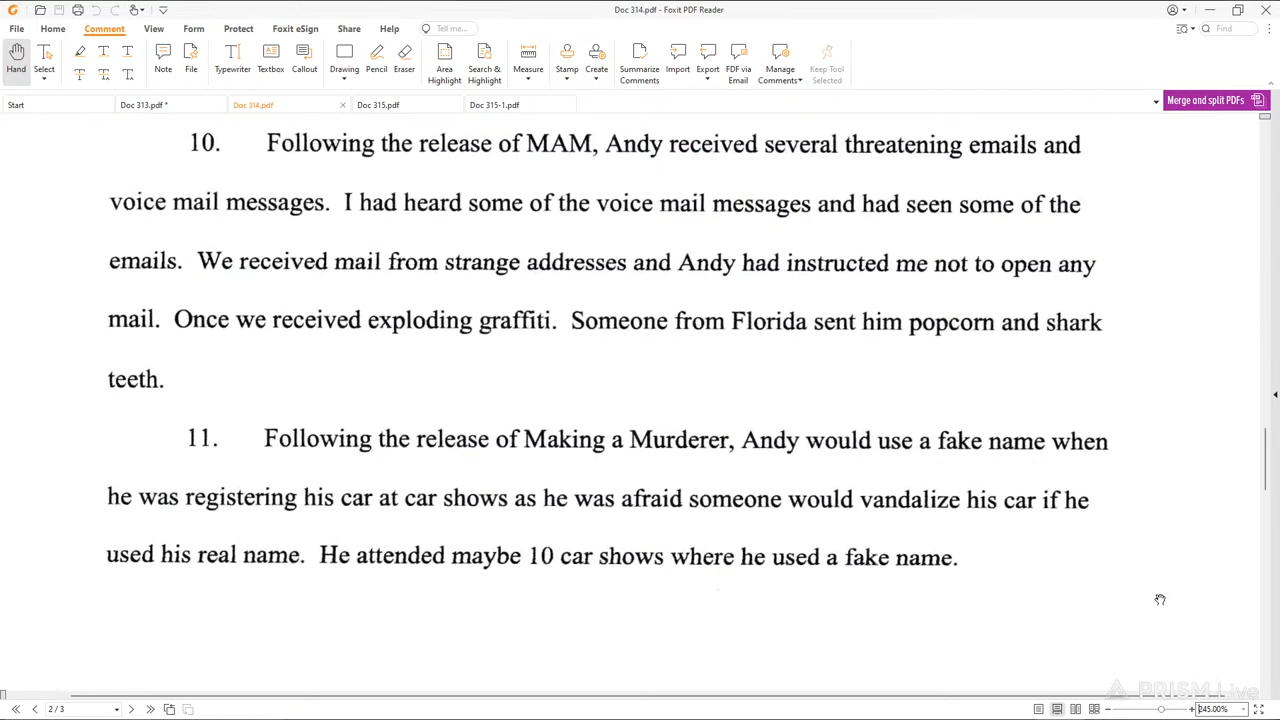 Doc 314.pdf - Foxit PDF Reader
File Home Comment View Form Protect Foxit eSign Share Help Tell me... Find
Hand Select Note File Typewriter Textbox Callout Drawing Pencil Eraser Area Highlight Search & Highlight Measure Stamp Create Summarize Comments Import Export FDF via Email Manage Comments Keep Tool Selected
Start Doc 313.pdf * Doc 314.pdf Doc 315.pdf Doc 315-1.pdf Merge and split PDFs
10. Following the release of MAM, Andy received several threatening emails and
voice mail messages. I had heard some of the voice mail messages and had seen some of the
emails. We received mail from strange addresses and Andy had instructed me not to open any
mail. Once we received exploding graffiti. Someone from Florida sent him popcorn and shark
teeth.
11. Following the release of Making a Murderer, Andy would use a fake name when
he was registering his car at car shows as he was afraid someone would vandalize his car if he
used his real name. He attended maybe 10 car shows where he used a fake name.
PRISM Live
2 / 3 245.00%